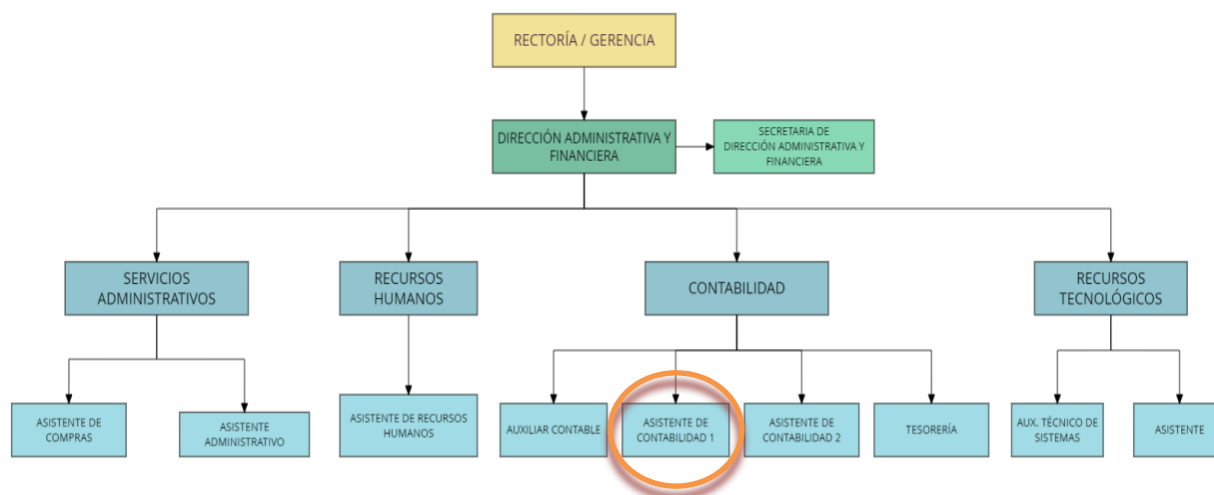 RECTORÍA / GERENCIA
DIRECCIÓN ADMINISTRATIVA Y
FINANCIERA
SECRETARIA DE
DIRECCIÓN ADMINISTRATIVA Y
FINANCIERA
SERVICIOS
ADMINISTRATIVOS
RECURSOS
HUMANOS
CONTABILIDAD
RECURSOS
TECNOLÓGICOS
ASISTENTE DE
COMPRAS
ASISTENTE
ADMINISTRATIVO
ASISTENTE DE RECURSOS
HUMANOS
AUXILIAR CONTABLE
ASISTENTE DE
CONTABILIDAD 1
ASISTENTE DE
CONTABILIDAD 2
TESORERÍA
AUX. TÉCNICO DE
SISTEMAS
ASISTENTE